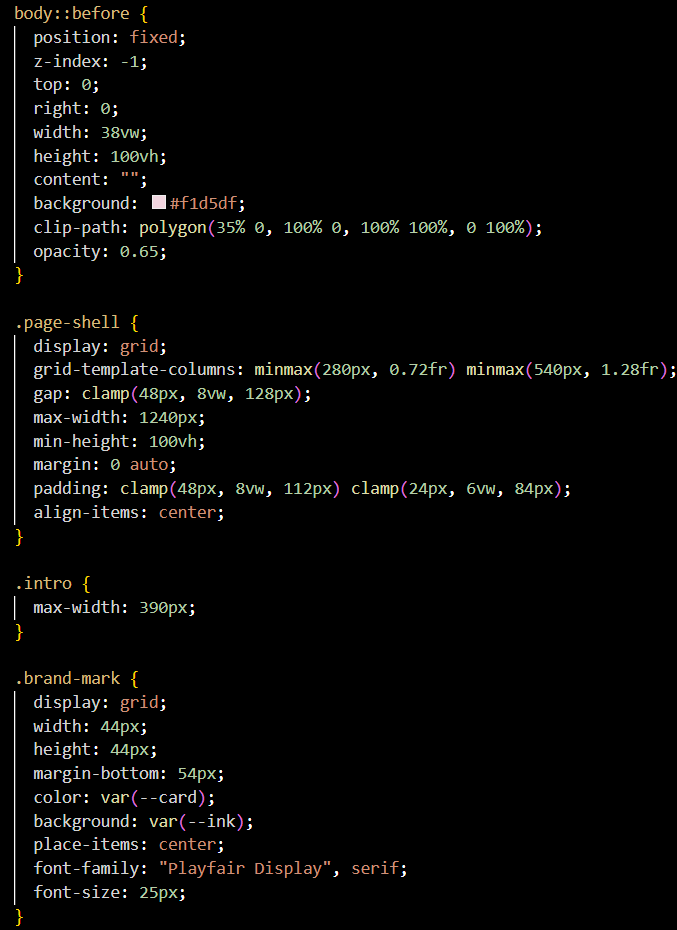 body::before {
position: fixed;
z-index: -1;
top: 0;
right: 0;
width: 38vw;
height: 100vh;
content: "";
background: #f1d5df;
clip-path: polygon(35% 0, 100% 0, 100% 100%, 0 100%);
opacity: 0.65;
}
.page-shell {
display: grid;
grid-template-columns: minmax(280px, 0.72fr) minmax(540px, 1.28fr);
gap: clamp(48px, 8vw, 128px);
max-width: 1240px;
min-height: 100vh;
margin: 0 auto;
padding: clamp(48px, 8vw, 112px) clamp(24px, 6vw, 84px);
align-items: center;
}
.intro {
max-width: 390px;
}
.brand-mark {
display: grid;
width: 44px;
height: 44px;
margin-bottom: 54px;
color: var(--card);
background: var(--ink);
place-items: center;
font-family: "Playfair Display", serif;
font-size: 25px;
}